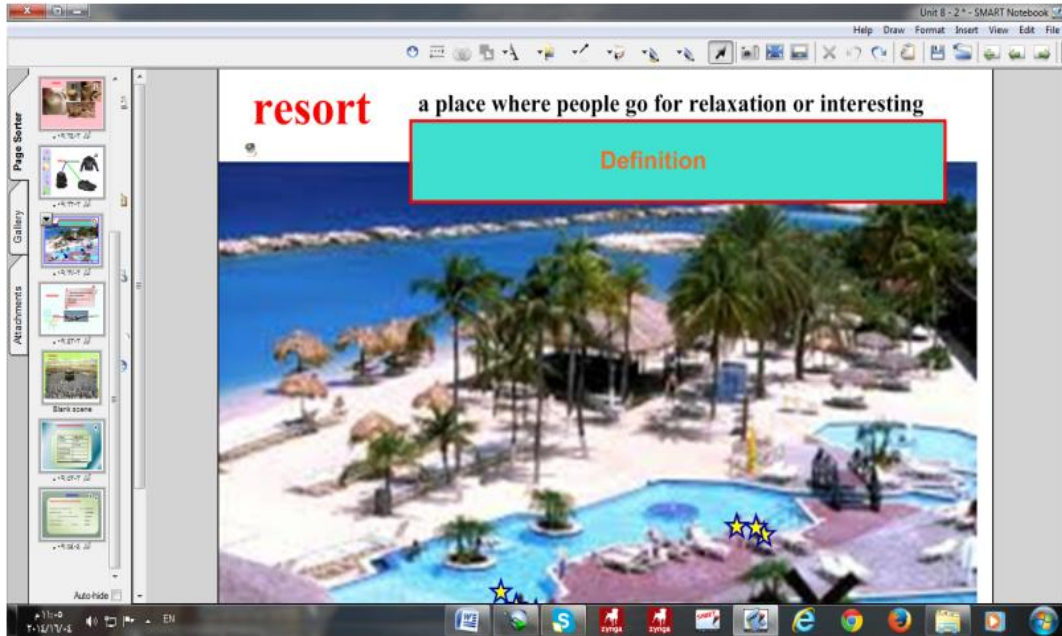 Unit 8 - 2 * - SMART Notebook
Help Draw Format Insert View Edit File
Page Sorter
Gallery
Attachments
resort
a place where people go for relaxation or interesting
Definition
Blank scene
Auto-hide
EN
zynga
zynga
SMART